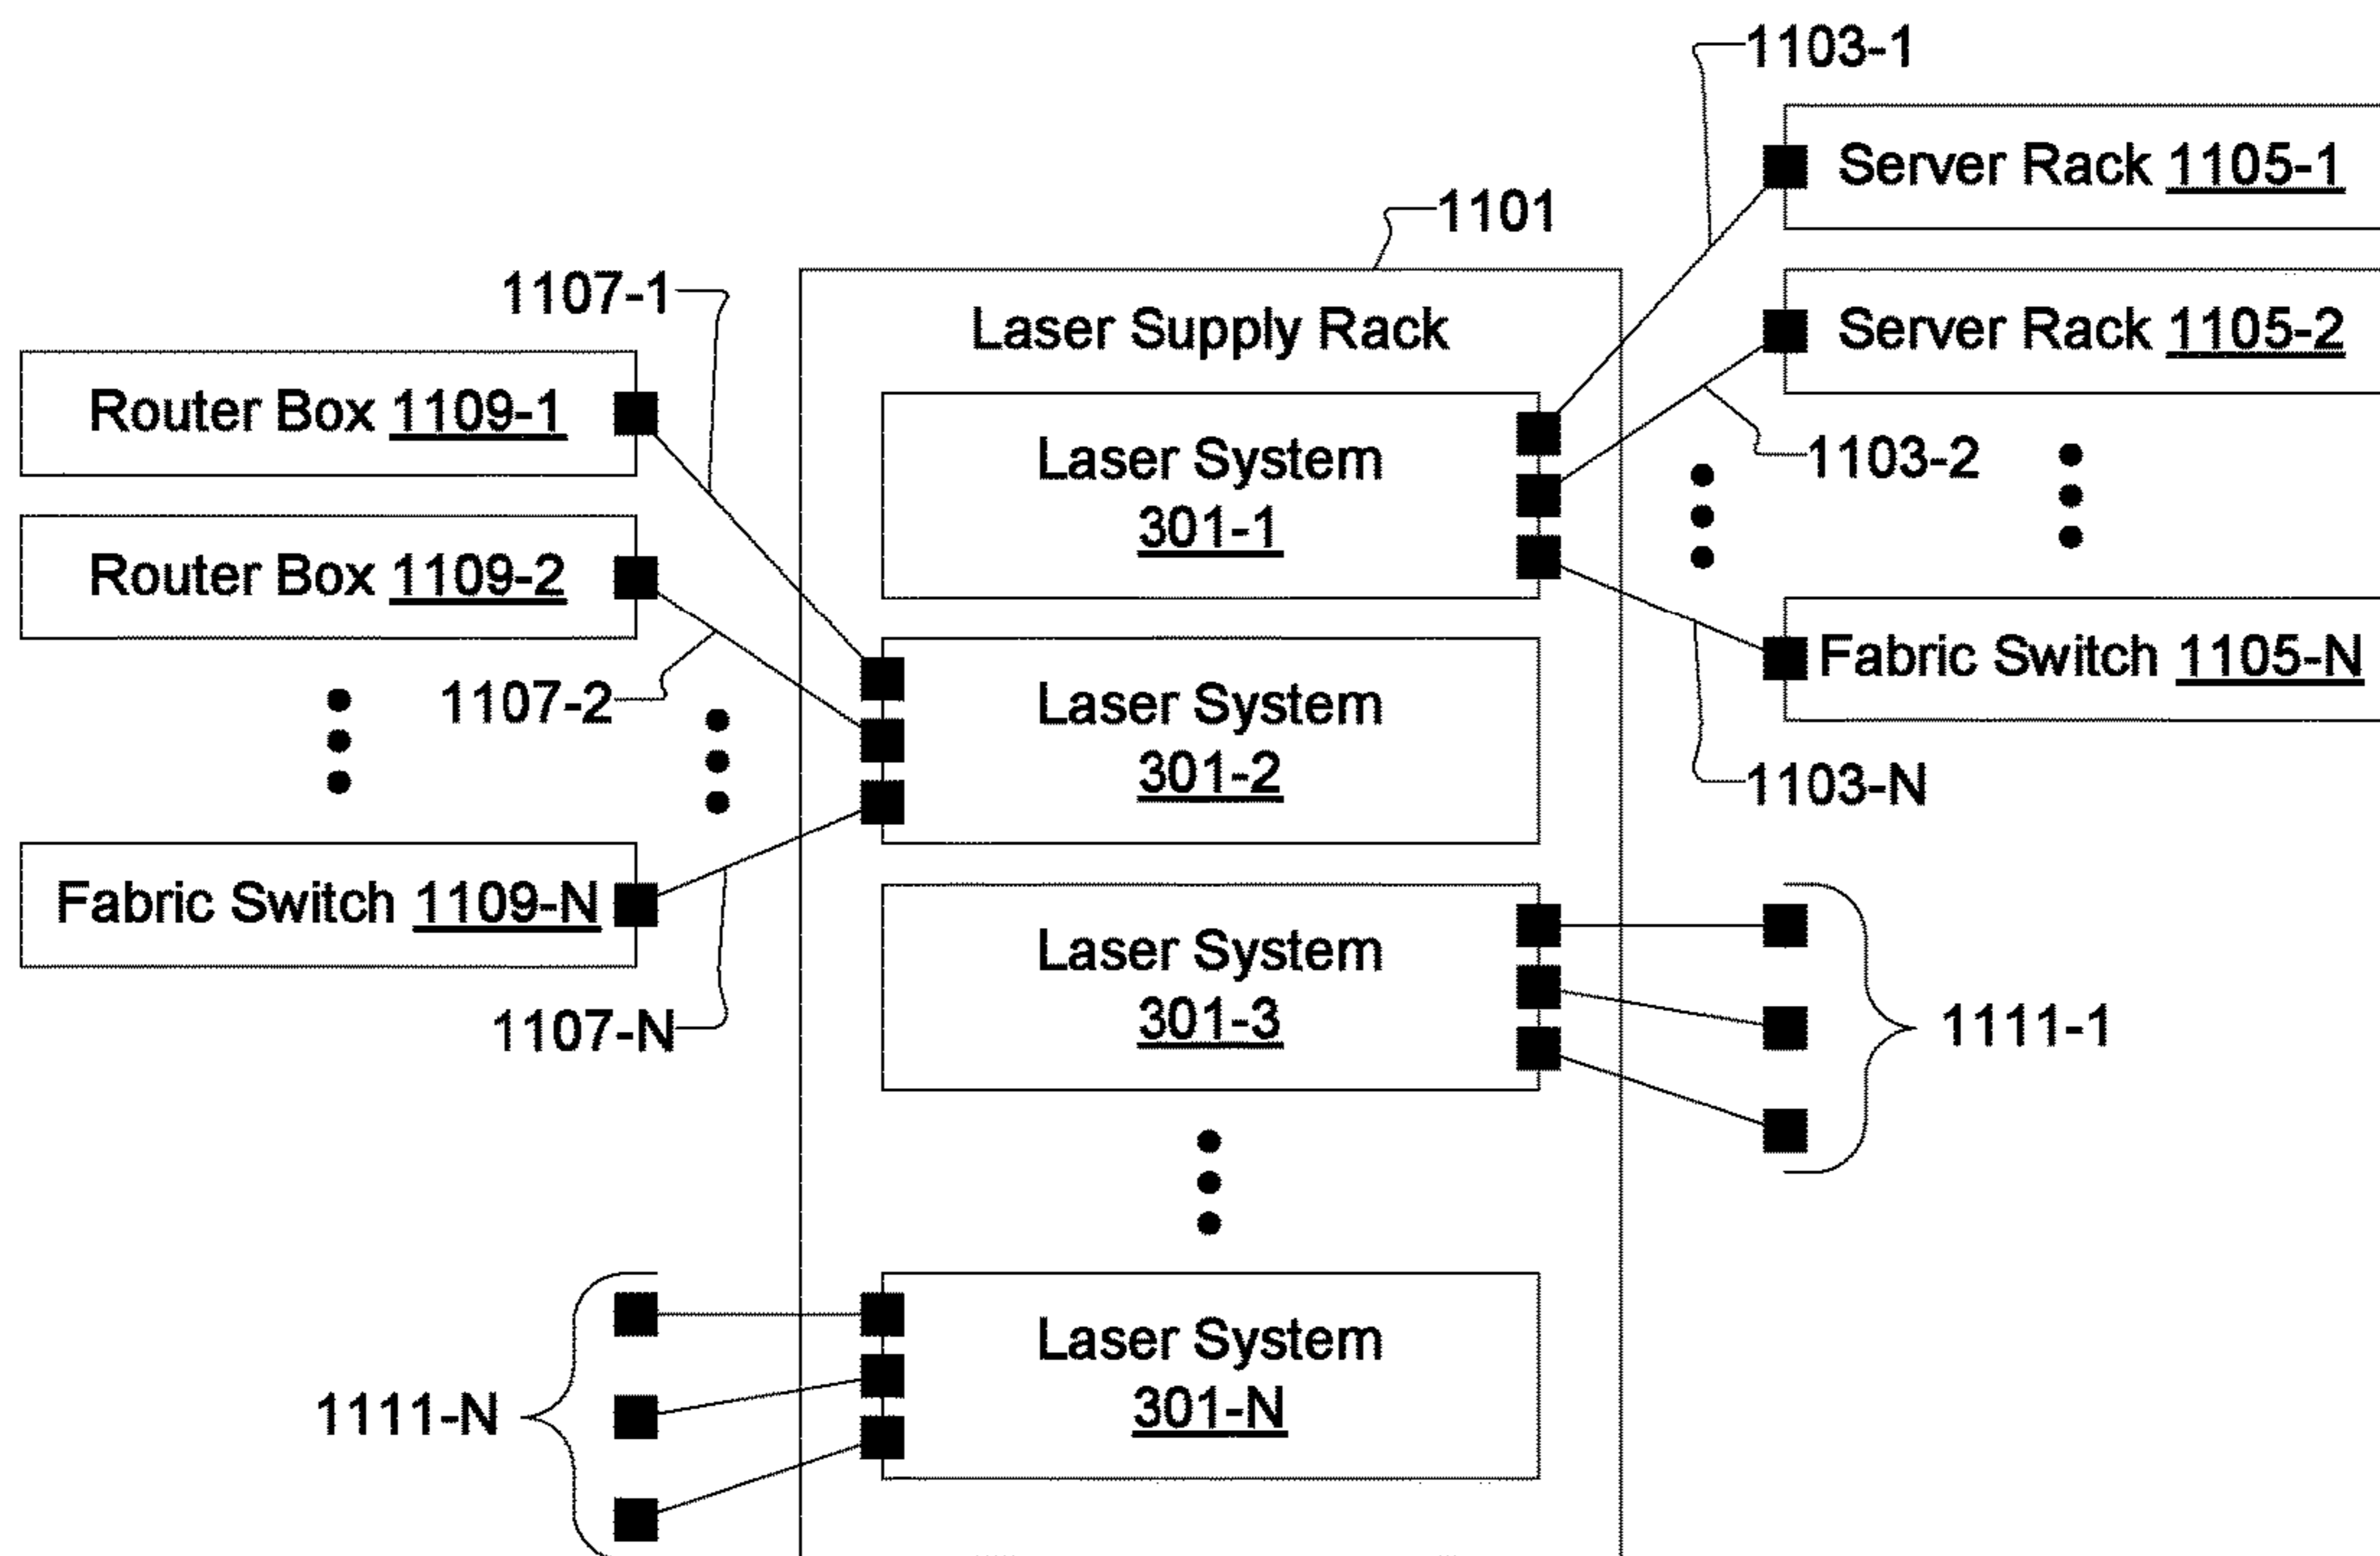 1103-1
Server Rack 1105-1
1101
Server Rack 1105-2
1107-1
Laser Supply Rack
Router Box 1109-1
Laser System
301-1
1103-2
Router Box 1109-2
Fabric Switch 1105-N
1107-2
Laser System
301-2
1103-N
Fabric Switch 1109-N
Laser System
301-3
1107-N
1111-1
Laser System
301-N
1111-N